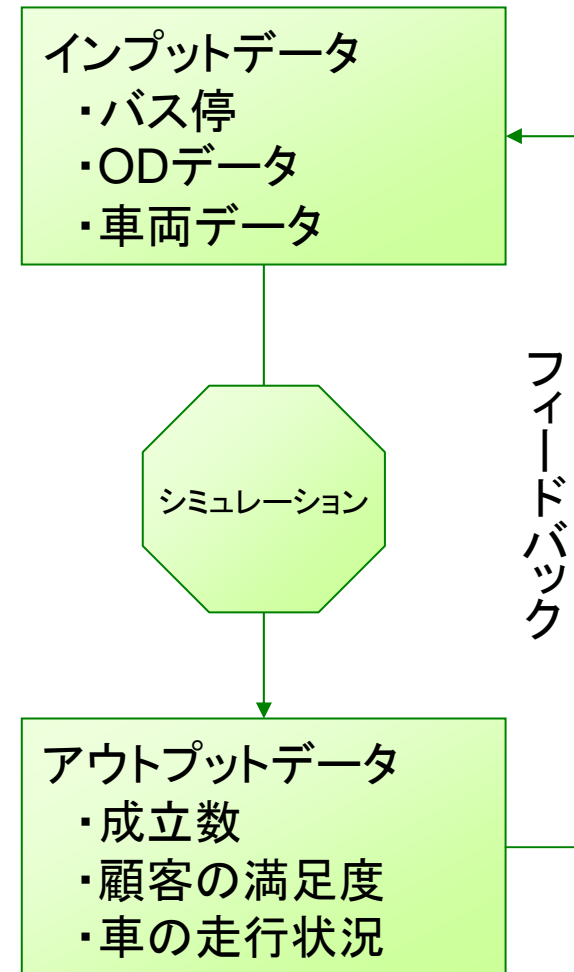 インプットデータ
・バス停
・ODデータ
・車両データ
シミュレーション
フィードバック
アウトプットデータ
・成立数
・顧客の満足度
・車の走行状況